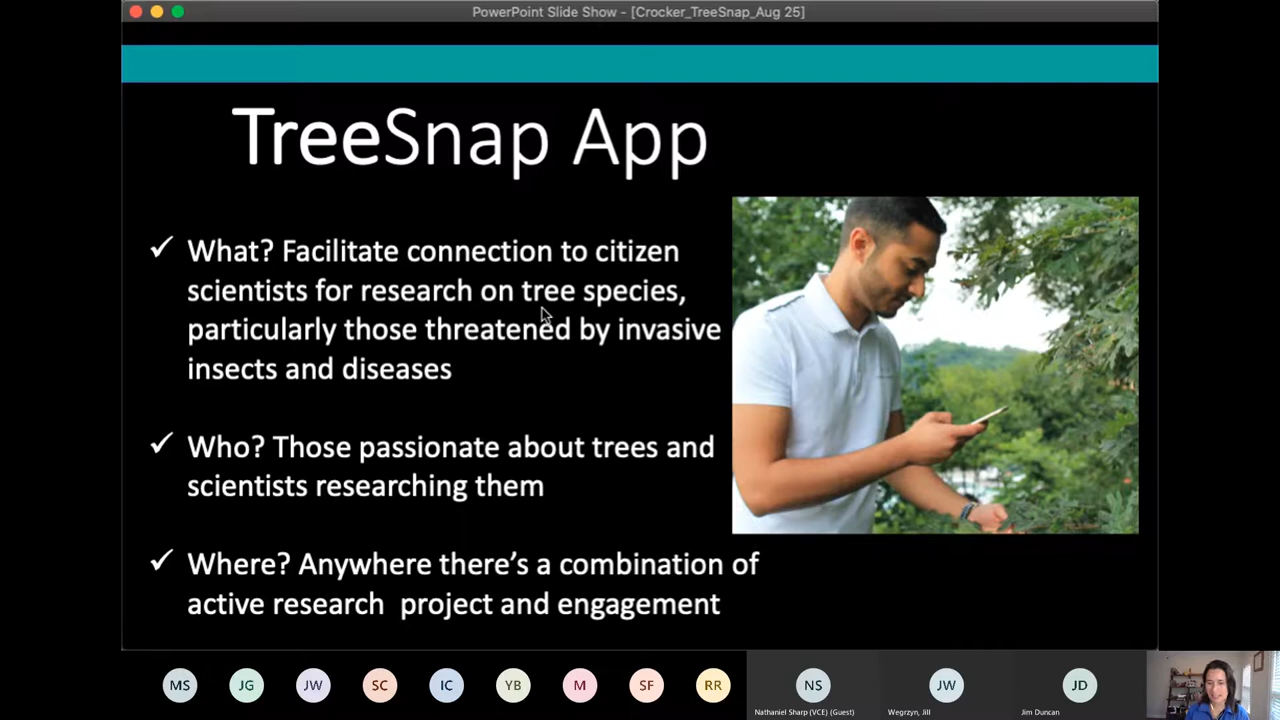 PowerPoint Slide Show - [Crocker_TreeSnap_Aug 25]
TreeSnap App
✓ What? Facilitate connection to citizen
scientists for research on tree species,
particularly those threatened by invasive
insects and diseases
✓ Who? Those passionate about trees and
scientists researching them
✓ Where? Anywhere there’s a combination of
active research  project and engagement
MS JG JW SC IC YB M SF RR NS JW JD
Nathaniel Sharp (VCE) (Guest) Wegrzyn, Jill Jim Duncan